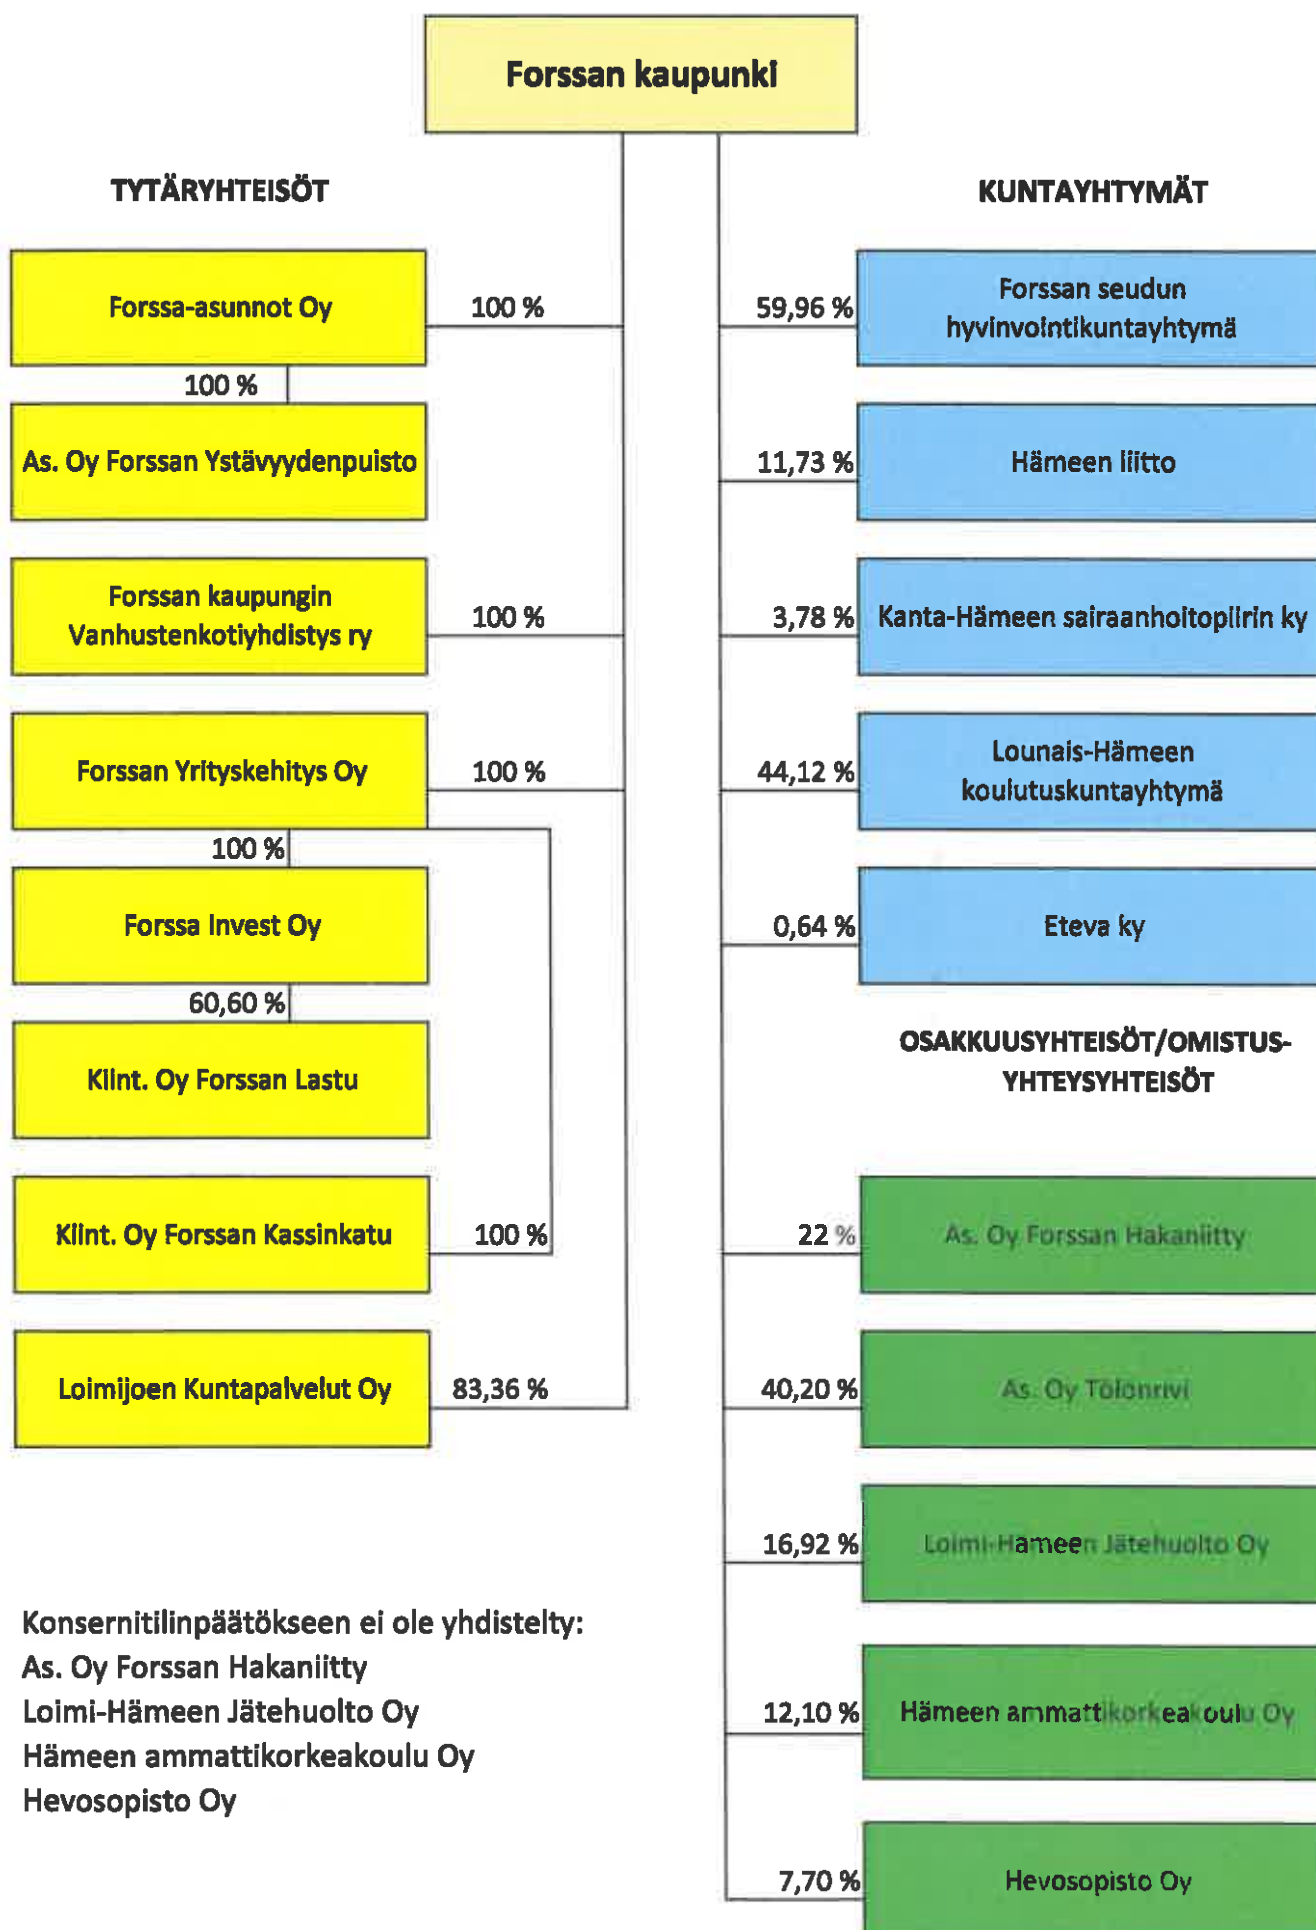 Forssan kaupunki
TYTÄRYHTEISÖT
Forssa-asunnot Oy
100 %
100 %
As. Oy Forssan Ystävyydenpuisto
Forssan kaupungin
Vanhustenkotiyhdistys ry
100 %
Forssan Yrityskehitys Oy
100 %
100 %
Forssa Invest Oy
60,60 %
Kiint. Oy Forssan Lastu
Kiint. Oy Forssan Kassinkatu
100 %
Loimijoen Kuntapalvelut Oy
83,36 %
KUNTAYHTYMÄT
59,96 %
Forssan seudun
hyvinvointikuntayhtymä
11,73 %
Hämeen liitto
3,78 %
Kanta-Hämeen sairaanhoitopiirin ky
44,12 %
Lounais-Hämeen
koulutuskuntayhtymä
0,64 %
Eteva ky
OSAKKUUSYHTEISÖT/OMISTUS-
YHTEYSYHTEISÖT
22 %
As. Oy Forssan Hakaniitty
40,20 %
As. Oy Tölönrivi
16,92 %
Loimi-Hämeen Jätehuolto Oy
12,10 %
Hämeen ammattikorkeakoulu Oy
7,70 %
Hevosopisto Oy
Konsernitilinpäätökseen ei ole yhdistelty:
As. Oy Forssan Hakaniitty
Loimi-Hämeen Jätehuolto Oy
Hämeen ammattikorkeakoulu Oy
Hevosopisto Oy